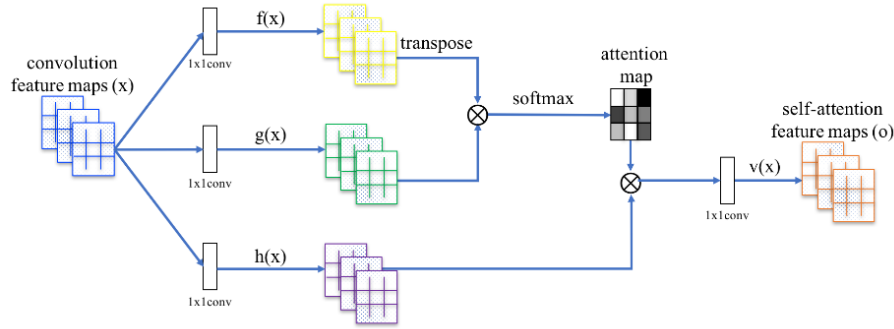 f(x)
1x1conv
transpose
convolution
feature maps (x)
attention
map
softmax
g(x)
1x1conv
self-attention
feature maps (o)
v(x)
1x1conv
h(x)
1x1conv